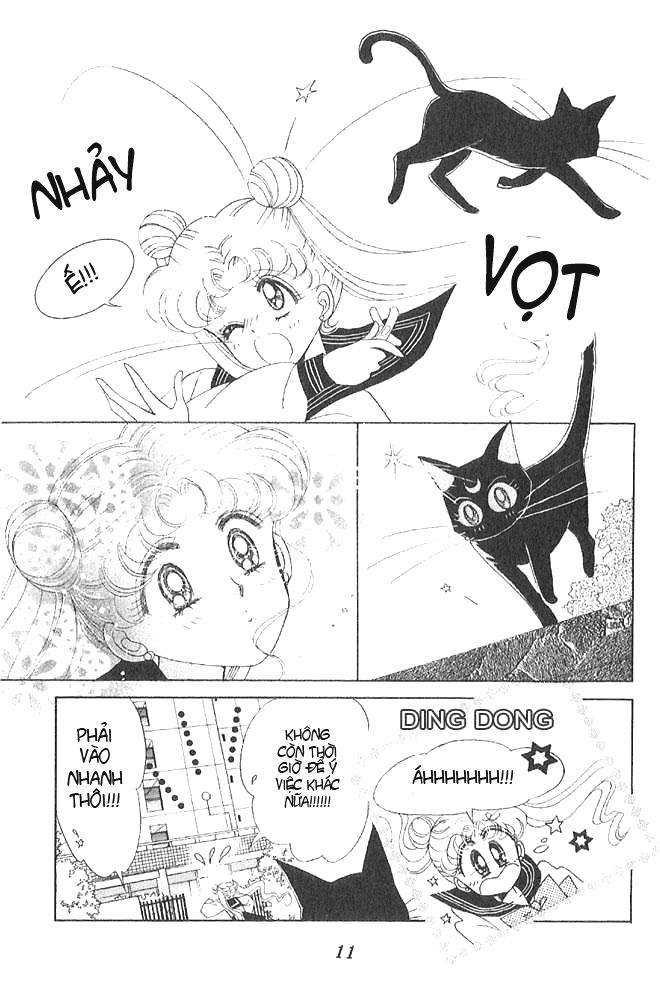 NHẢY
Ế!!!
VỌT
DING DONG
ÁHHHHHHH!!!
KHÔNG
CÒN THỜI
GIỜ ĐỂ Ý
VIỆC KHÁC
NỮA!!!!!!
PHẢI
VÀO
NHANH
THÔI!!!
11